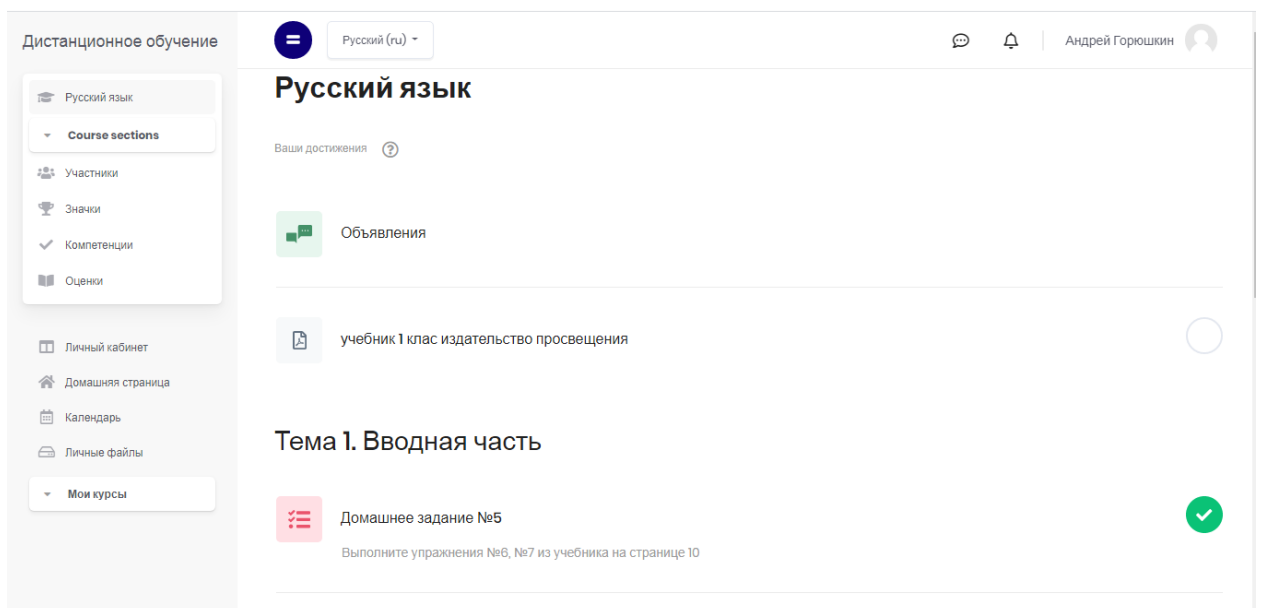 Дистанционное обучение
Русский (ru)
Андрей Горюшкин
Русский язык
Course sections
Участники
Значки
Компетенции
Оценки
Личный кабинет
Домашняя страница
Календарь
Личные файлы
Мои курсы
Русский язык
Ваши достижения
Объявления
учебник 1 клас издательство просвещения
Тема 1. Вводная часть
Домашнее задание №5
Выполните упражнения №6, №7 из учебника на странице 10